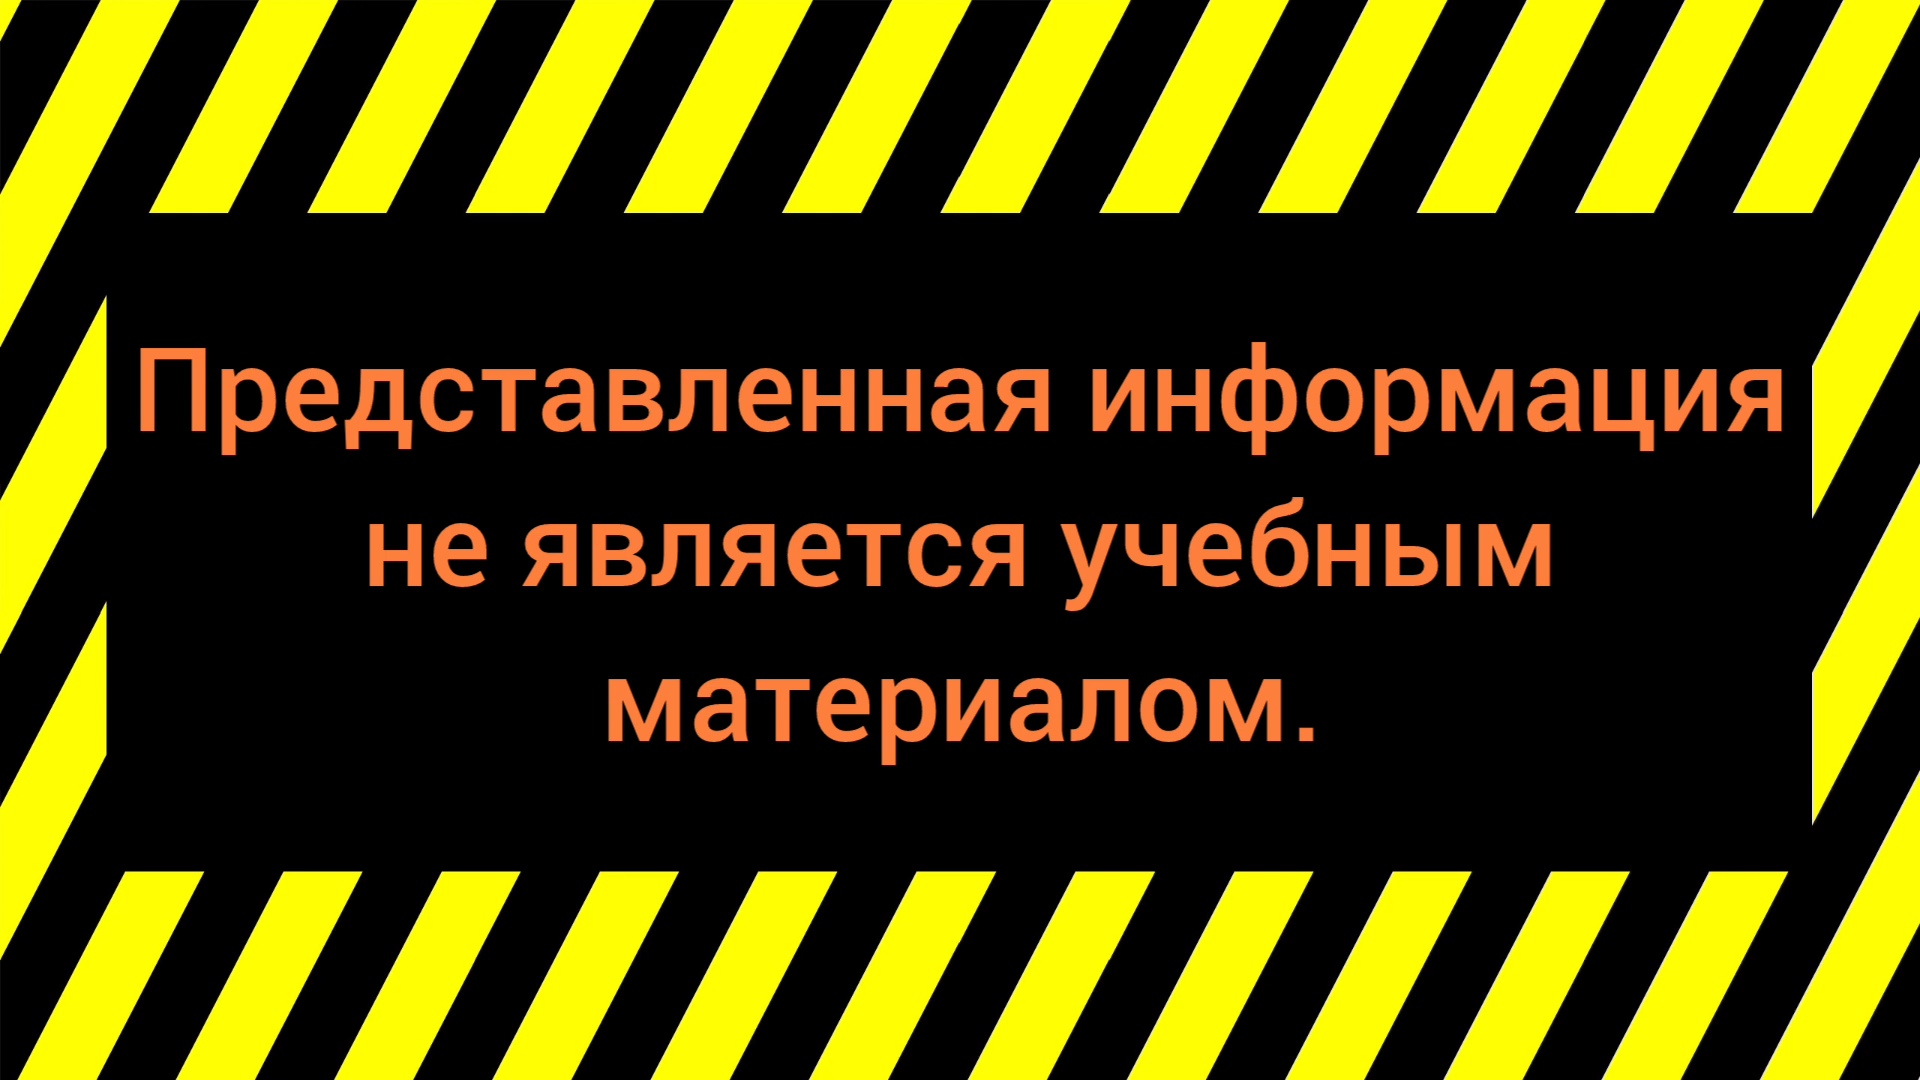 Представленная информация
не является учебным
материалом.